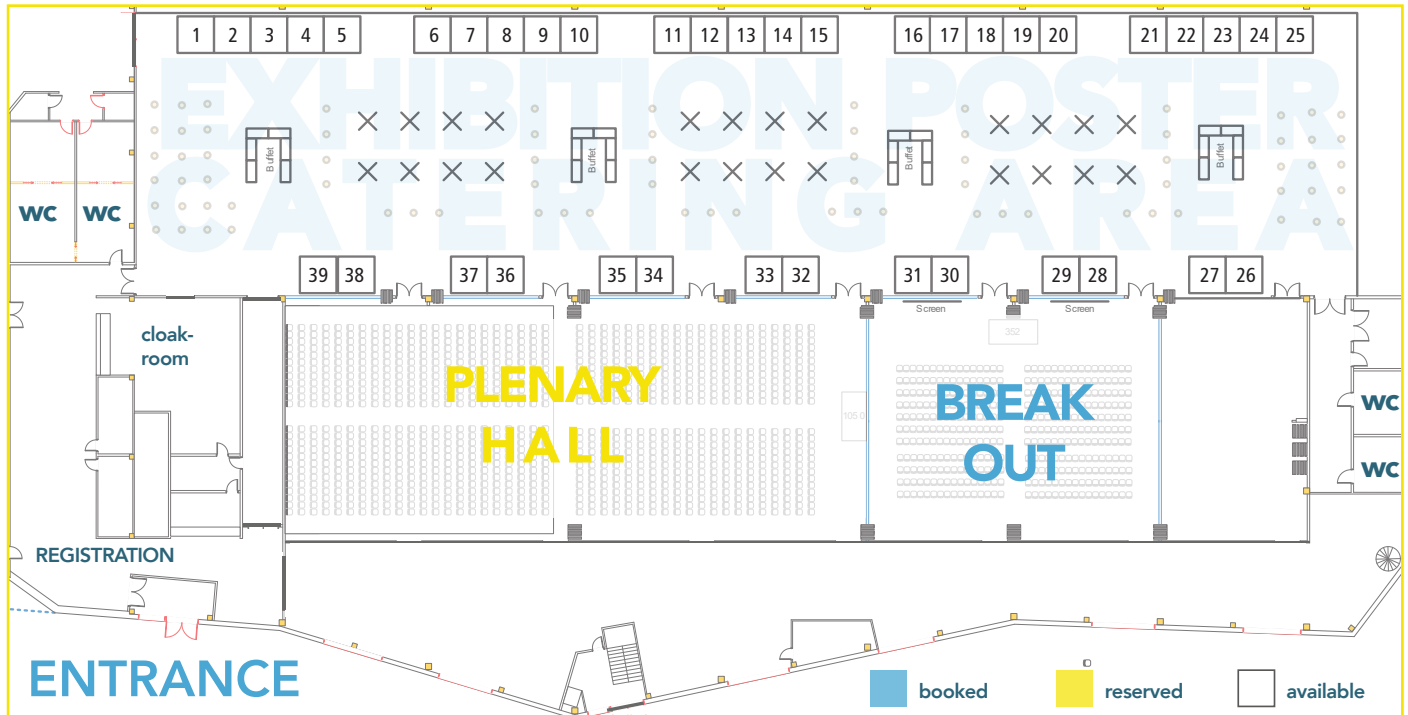 1 2 3 4 5 6 7 8 9 10 11 12 13 14 15 16 17 18 19 20 21 22 23 24 25
EXHIBITION POSTER
CATERING AREA
Buffet Buffet Buffet Buffet
WC WC
39 38 37 36 35 34 33 32 31 30 29 28 27 26
Screen Screen
cloak-
room
352
PLENARY
HALL
105 0
BREAK
OUT
WC
WC
REGISTRATION
ENTRANCE
booked reserved available